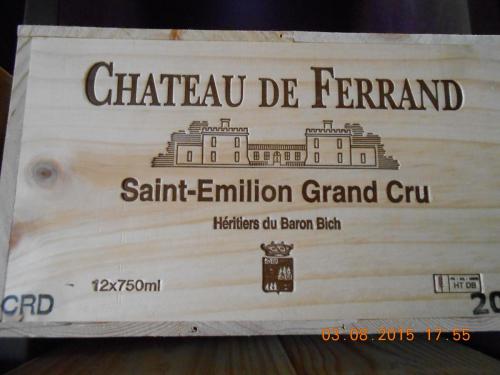 CHATEAU DE FERRAND
Saint-Emilion Grand Cru
Héritiers du Baron Bich
12x750ml
HT DB
CRD
20
03.08.2015 17:55